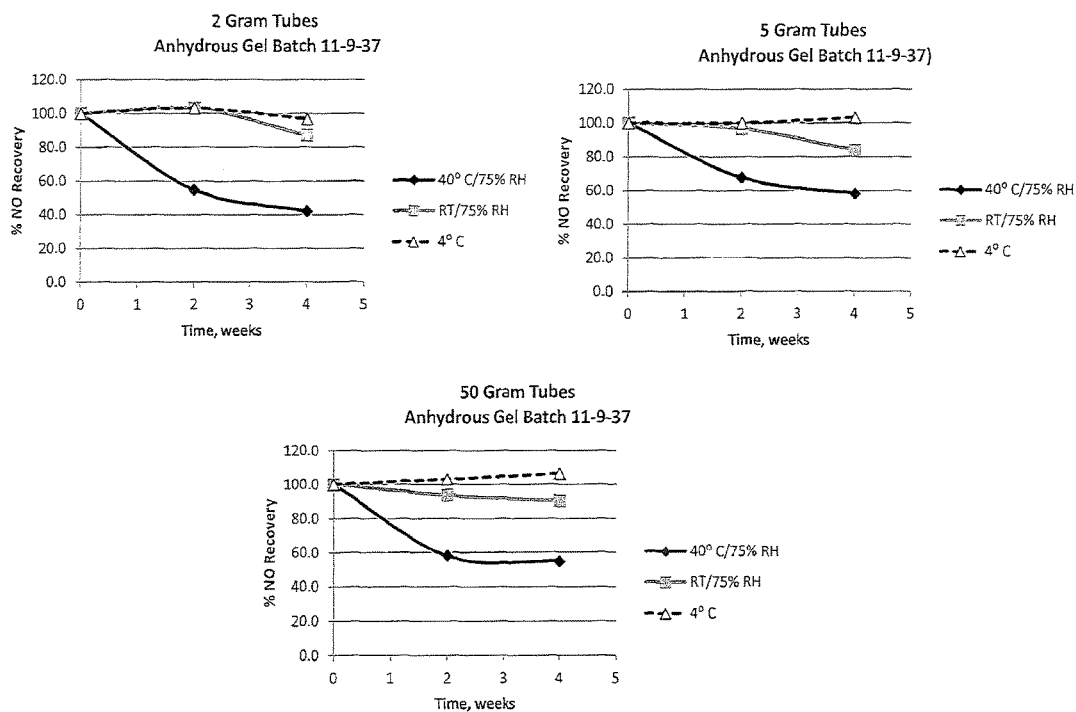 2 Gram Tubes
Anhydrous Gel Batch 11-9-37
120.0
100.0
80.0
60.0
40.0
20.0
0.0
% NO Recovery
0 1 2 3 4 5
Time, weeks
40° C/75% RH
RT/75% RH
4° C
5 Gram Tubes
Anhydrous Gel Batch 11-9-37)
120.0
100.0
80.0
60.0
40.0
20.0
0.0
% NO Recovery
0 1 2 3 4 5
Time, weeks
40° C/75% RH
RT/75% RH
4° C
50 Gram Tubes
Anhydrous Gel Batch 11-9-37
120.0
100.0
80.0
60.0
40.0
20.0
0.0
% NO Recovery
0 1 2 3 4 5
Time, weeks
40° C/75% RH
RT/75% RH
4° C